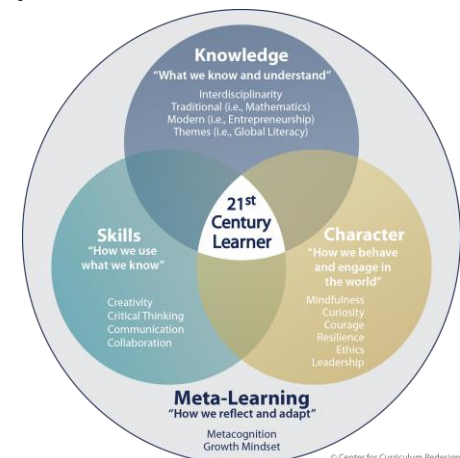 Knowledge
“What we know and understand”
Interdisciplinarity
Traditional (i.e., Mathematics)
Modern (i.e., Entrepreneurship)
Themes (i.e., Global Literacy)
21st
Century
Learner
Skills
“How we use
what we know”
Creativity
Critical Thinking
Communication
Collaboration
Character
“How we behave
and engage in
the world”
Mindfulness
Curiosity
Courage
Resilience
Ethics
Leadership
Meta-Learning
“How we reflect and adapt”
Metacognition
Growth Mindset
© Center for Curriculum Redesign